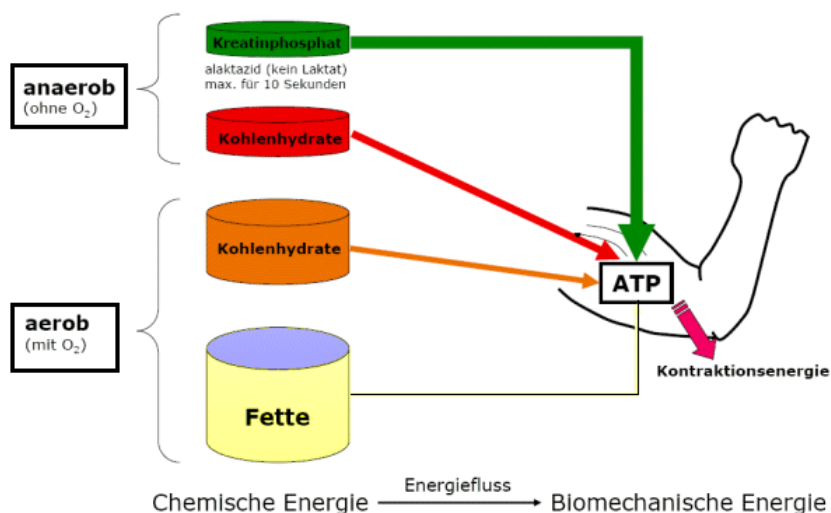 Kreatinphosphat
alaktazid (kein Laktat)
max. für 10 Sekunden
anaerob
(ohne O₂)
Kohlenhydrate
Kohlenhydrate
ATP
aerob
(mit O₂)
Kontraktionsenergie
Fette
Chemische Energie
Energiefluss
Biomechanische Energie